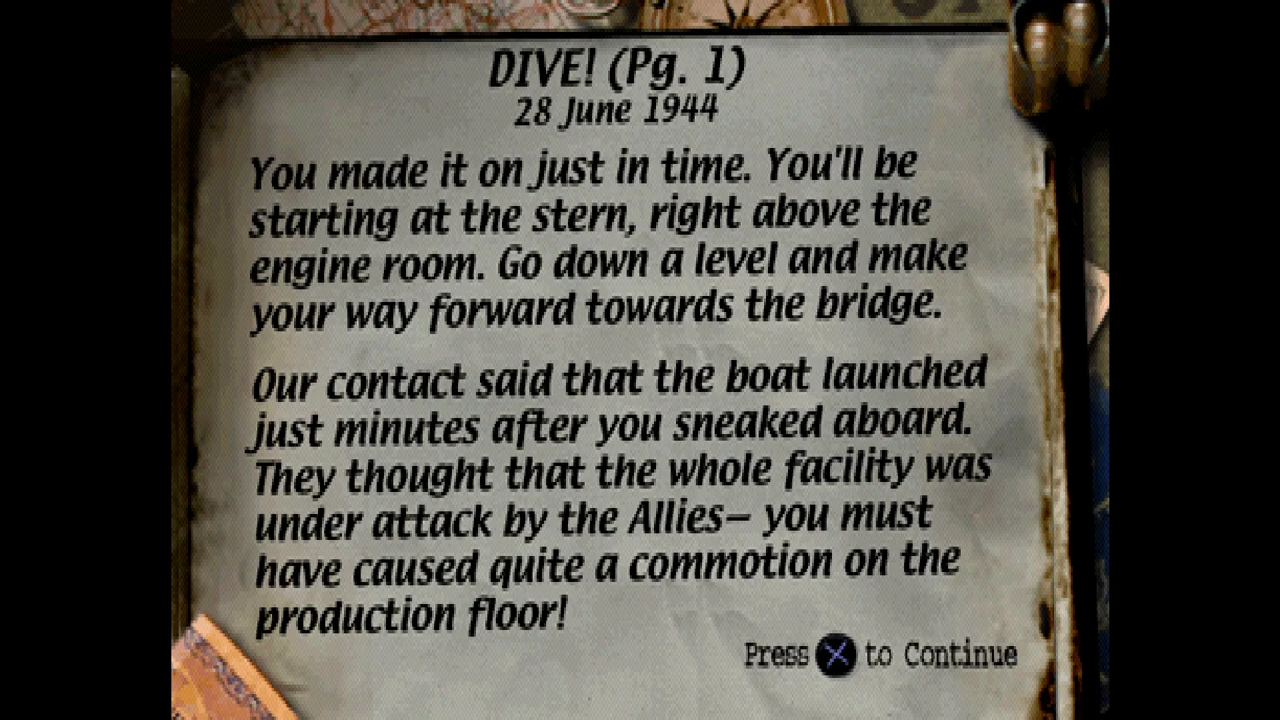 DIVE! (Pg. 1)
28 June 1944
You made it on just in time. You'll be
starting at the stern, right above the
engine room. Go down a level and make
your way forward towards the bridge.
Our contact said that the boat launched
just minutes after you sneaked aboard.
They thought that the whole facility was
under attack by the Allies– you must
have caused quite a commotion on the
production floor!
Press X to Continue